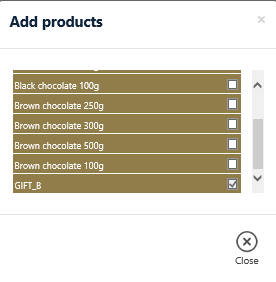 Add products
×
Black chocolate 100g
Brown chocolate 250g
Brown chocolate 300g
Brown chocolate 500g
Brown chocolate 100g
GIFT_B
Close